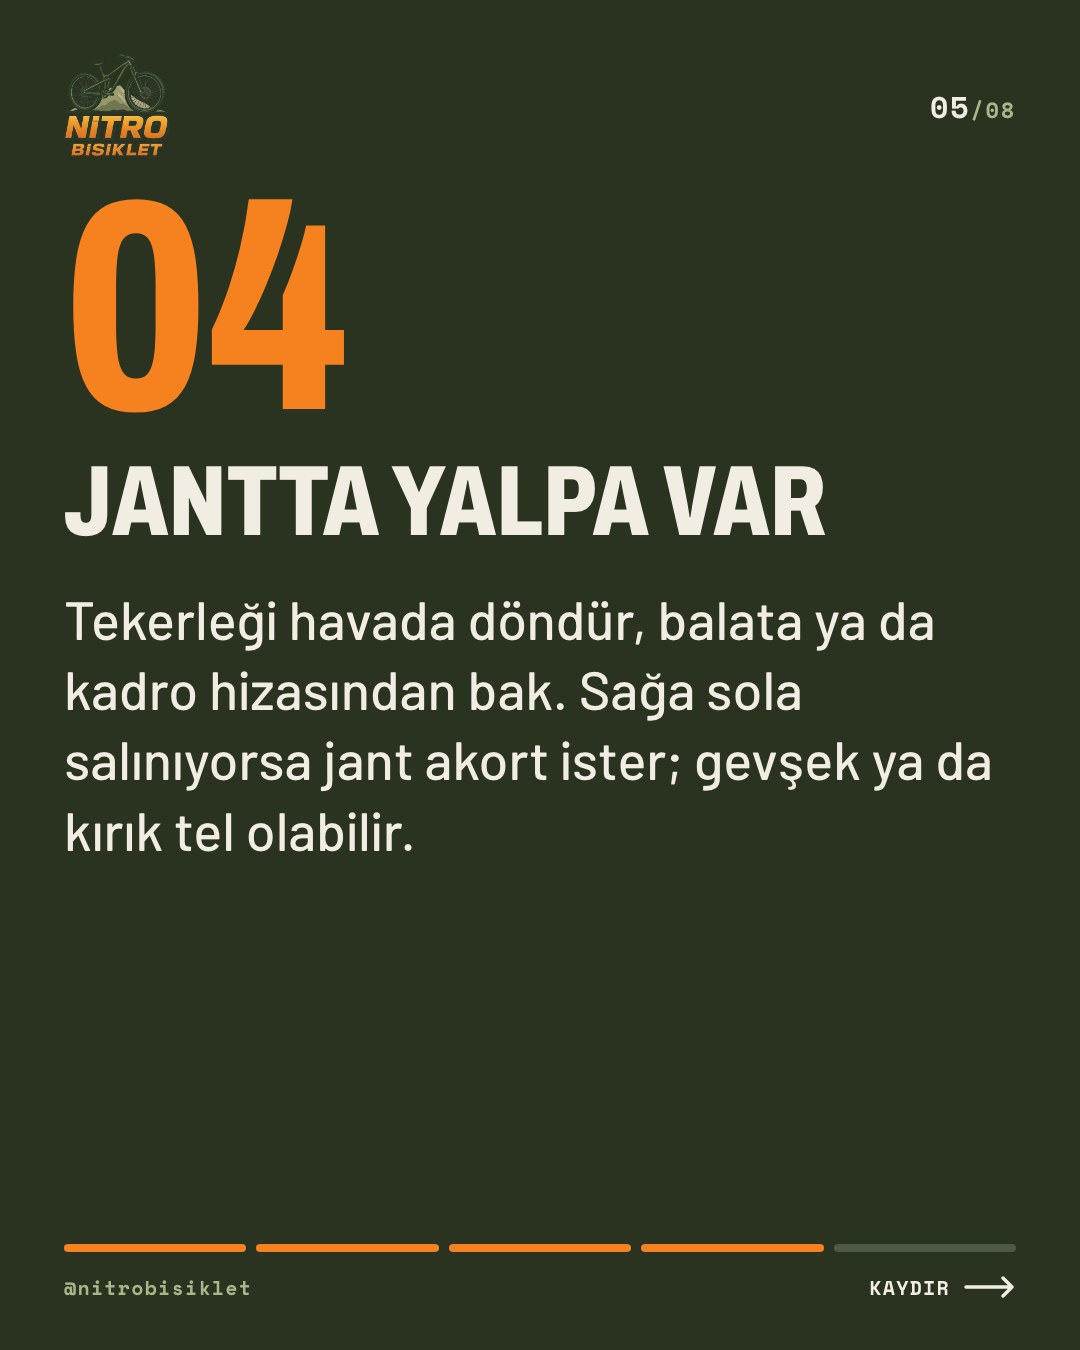 NiTRO
BISIKLET
05/08
04
JANTTA YALPA VAR
Tekerleği havada döndür, balata ya da
kadro hizasından bak. Sağa sola
salınıyorsa jant akort ister; gevşek ya da
kırık tel olabilir.
@nitrobisiklet
KAYDIR